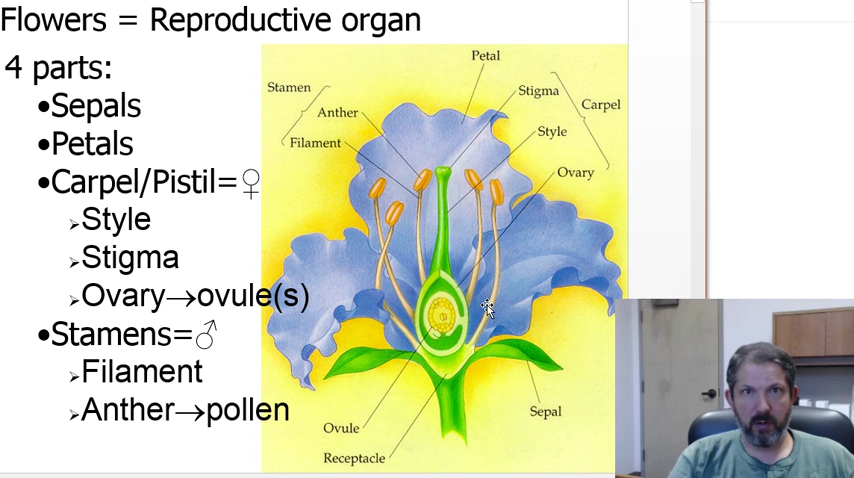 Flowers = Reproductive organ
4 parts:
•Sepals
•Petals
•Carpel/Pistil=♀
➢Style
➢Stigma
➢Ovary→ovule(s)
•Stamens=♂
➢Filament
➢Anther→pollen
Petal
Stamen
Stigma
Carpel
Anther
Style
Filament
Ovary
Sepal
Ovule
Receptacle